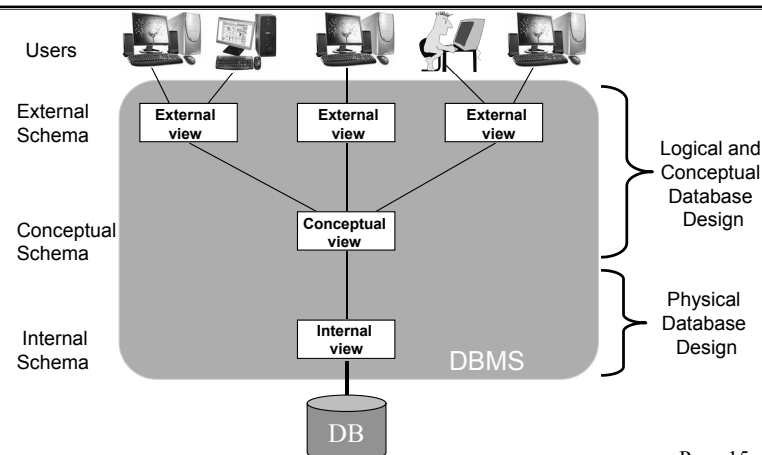 Users
External
Schema
External
view
External
view
External
view
Logical and
Conceptual
Database
Design
Conceptual
Schema
Conceptual
view
Physical
Database
Design
Internal
Schema
Internal
view
DBMS
DB